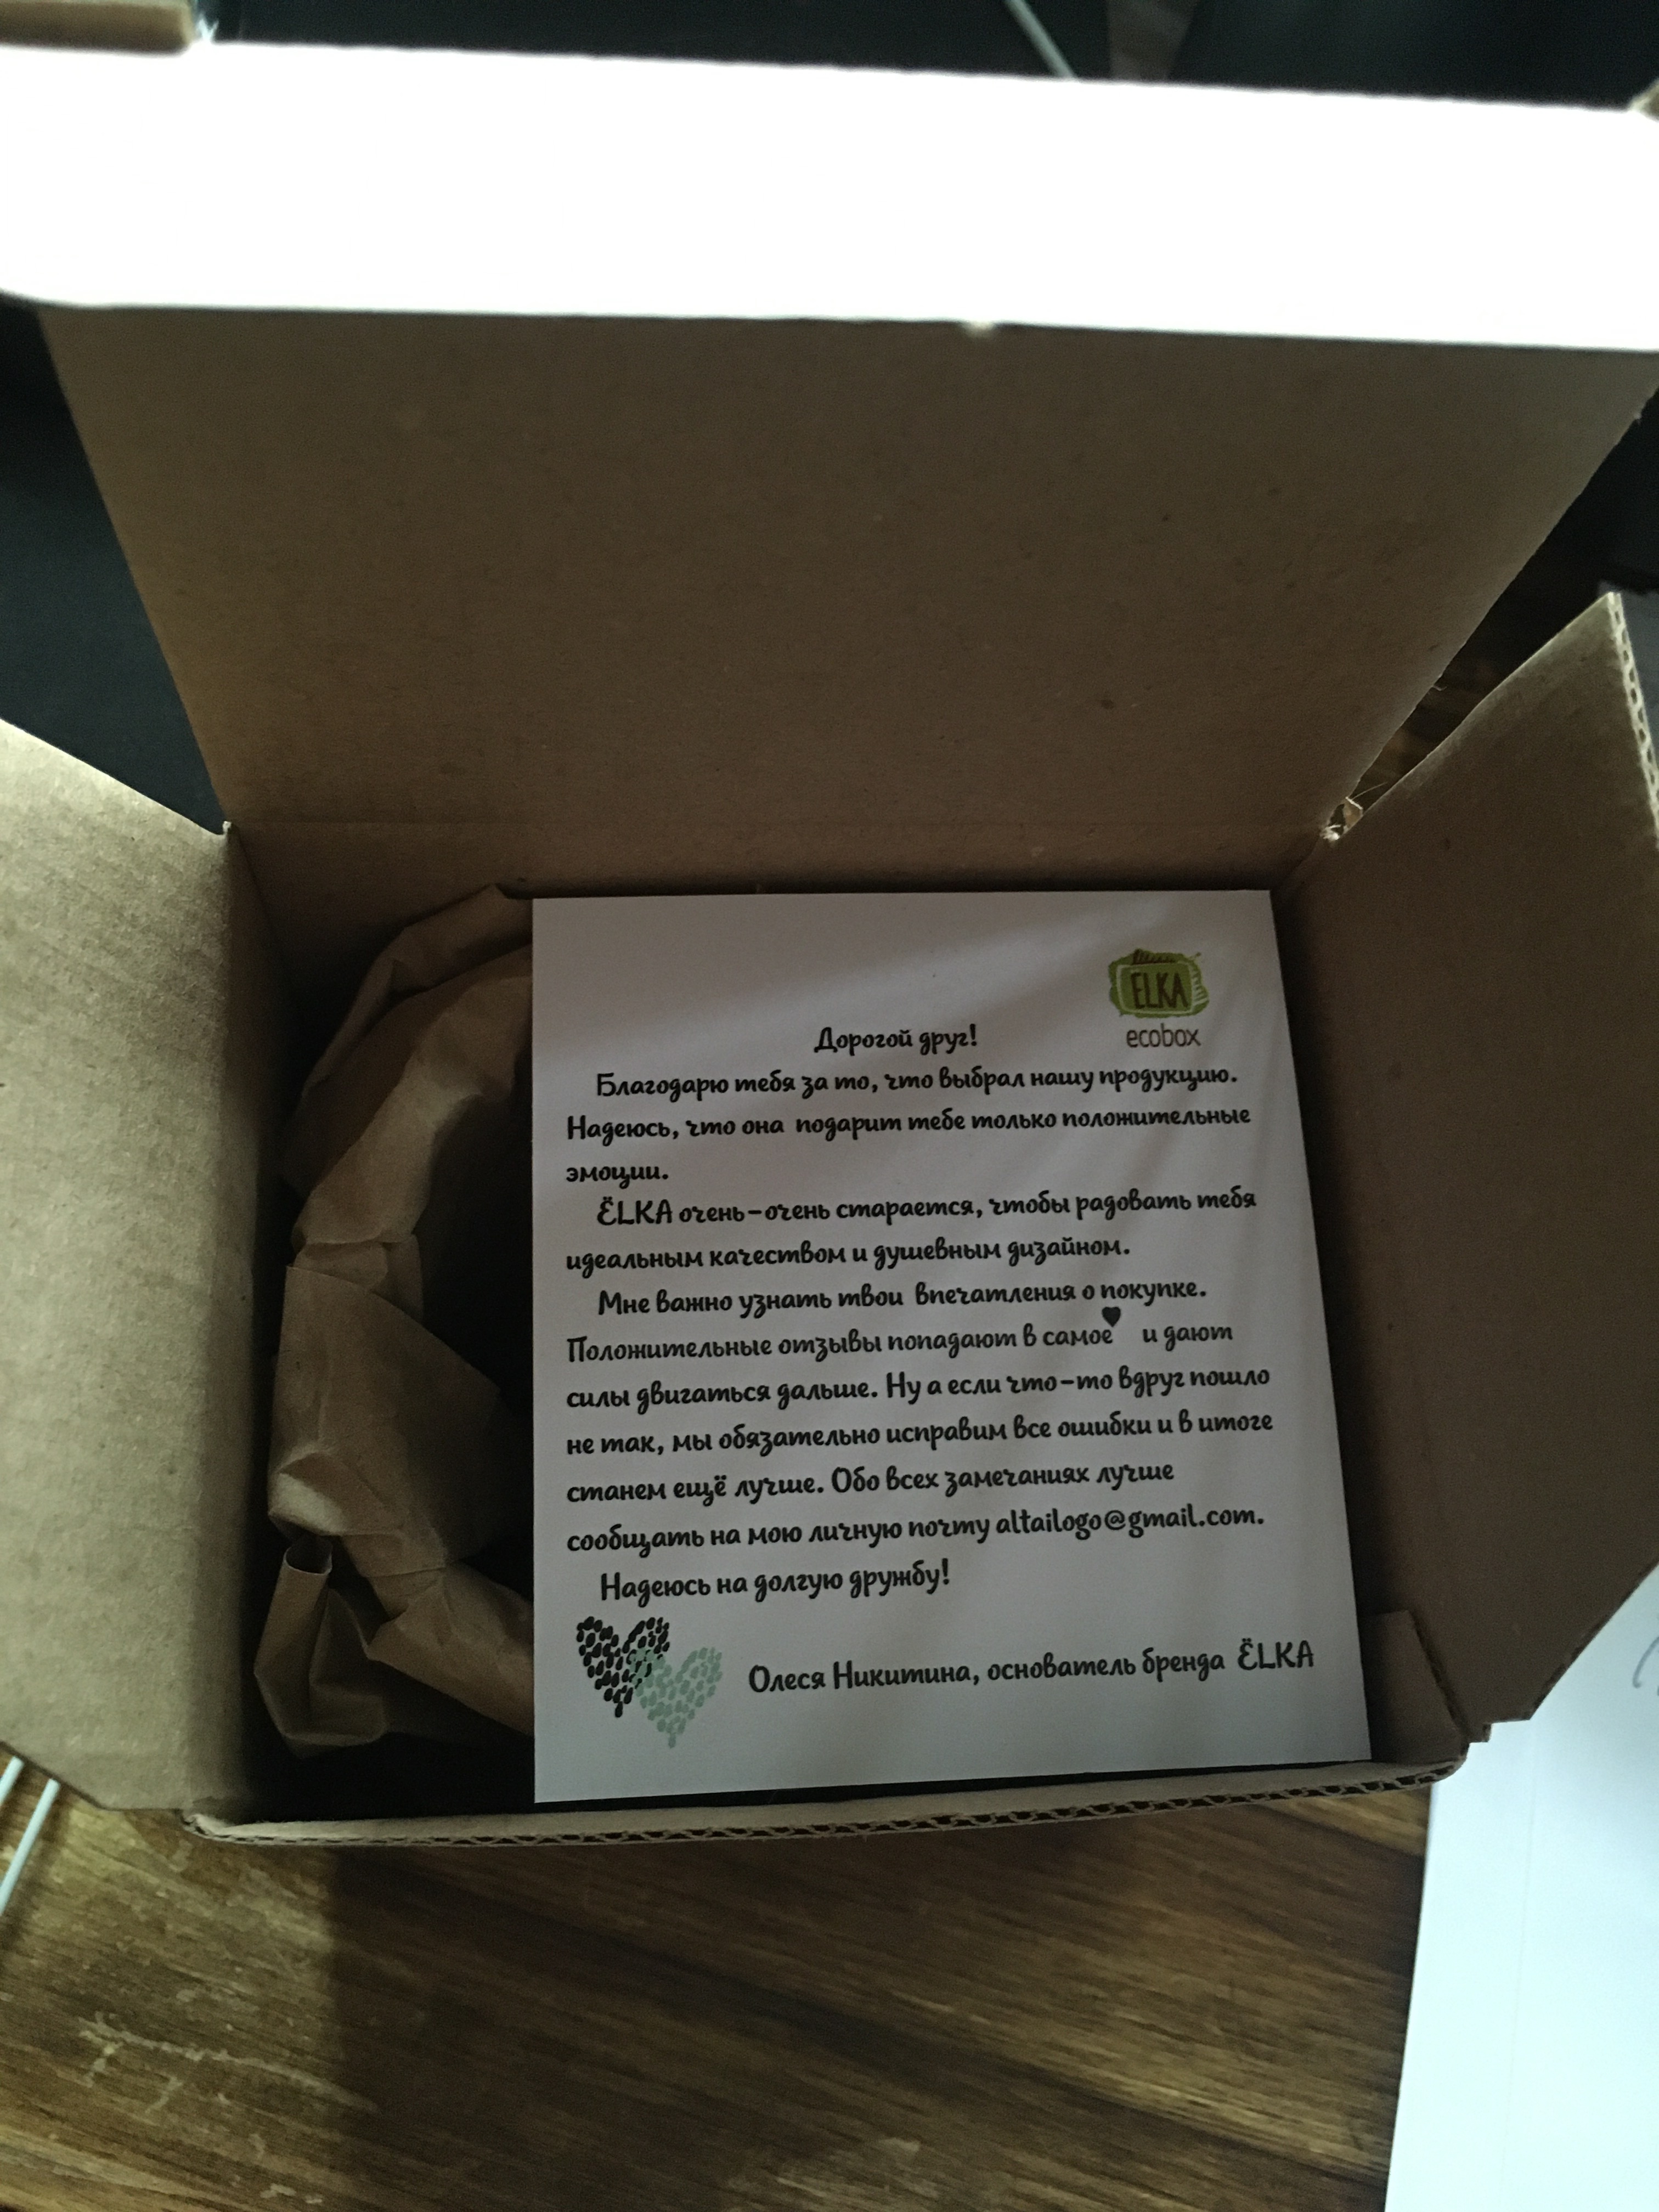 ËLKA
ecobox
Дорогой друг!
Благодарю тебя за то, что выбрал нашу продукцию.
Надеюсь, что она подарит тебе только положительные
эмоции.
ËLKA очень-очень старается, чтобы радовать тебя
идеальным качеством и душевным дизайном.
Мне важно узнать твои впечатления о покупке.
Положительные отзывы попадают в самое ♥ и дают
силы двигаться дальше. Ну а если что-то вдруг пошло
не так, мы обязательно исправим все ошибки и в итоге
станем ещё лучше. Обо всех замечаниях лучше
сообщать на мою личную почту altailogo@gmail.com.
Надеюсь на долгую дружбу!
Олеся Никитина, основатель бренда ËLKA